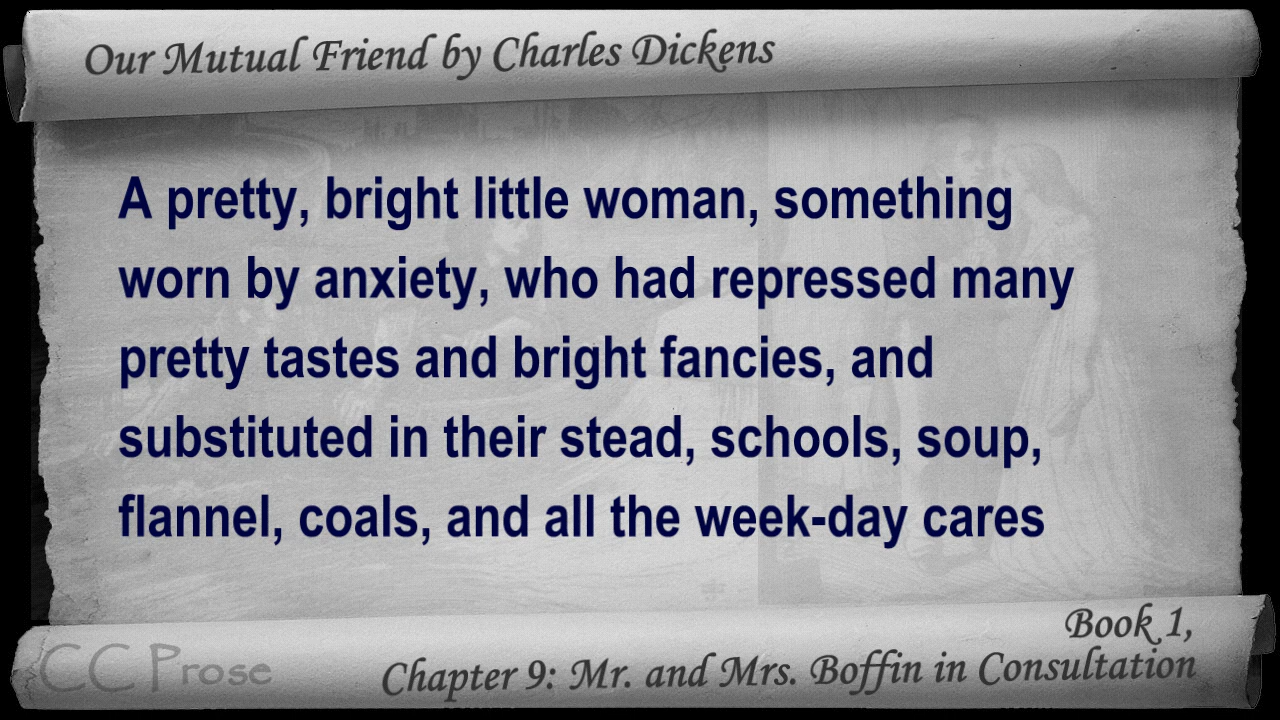 Our Mutual Friend by Charles Dickens
A pretty, bright little woman, something
worn by anxiety, who had repressed many
pretty tastes and bright fancies, and
substituted in their stead, schools, soup,
flannel, coals, and all the week-day cares
Book 1,
Chapter 9: Mr. and Mrs. Boffin in Consultation
CC Prose